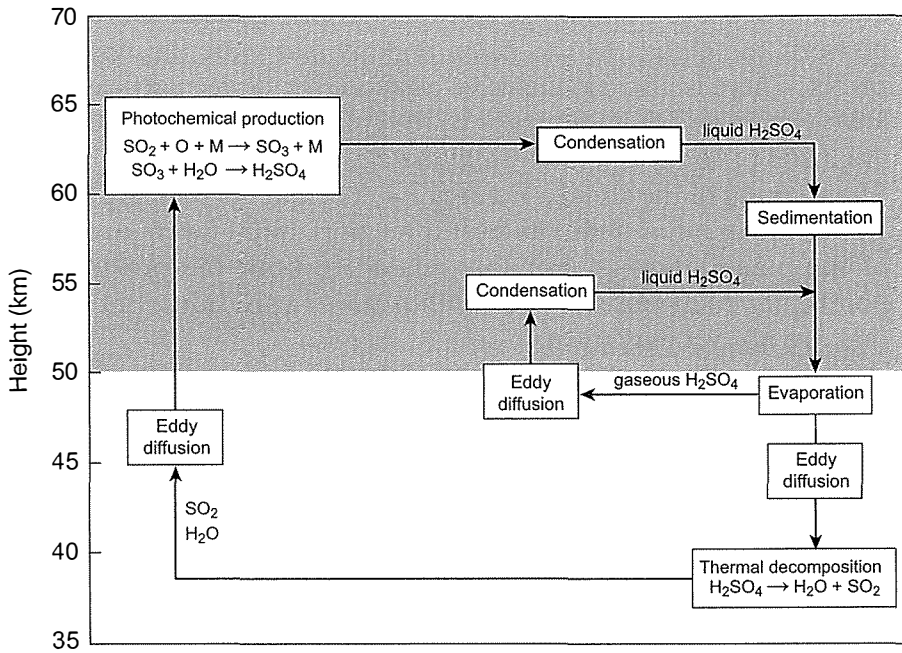 70
65
60
55
50
45
40
35
Height (km)
Photochemical production
SO₂ + O + M → SO₃ + M
SO₃ + H₂O → H₂SO₄
Condensation
liquid H₂SO₄
Sedimentation
Condensation
liquid H₂SO₄
Eddy
diffusion
gaseous H₂SO₄
Evaporation
Eddy
diffusion
Eddy
diffusion
SO₂
H₂O
Thermal decomposition
H₂SO₄ → H₂O + SO₂